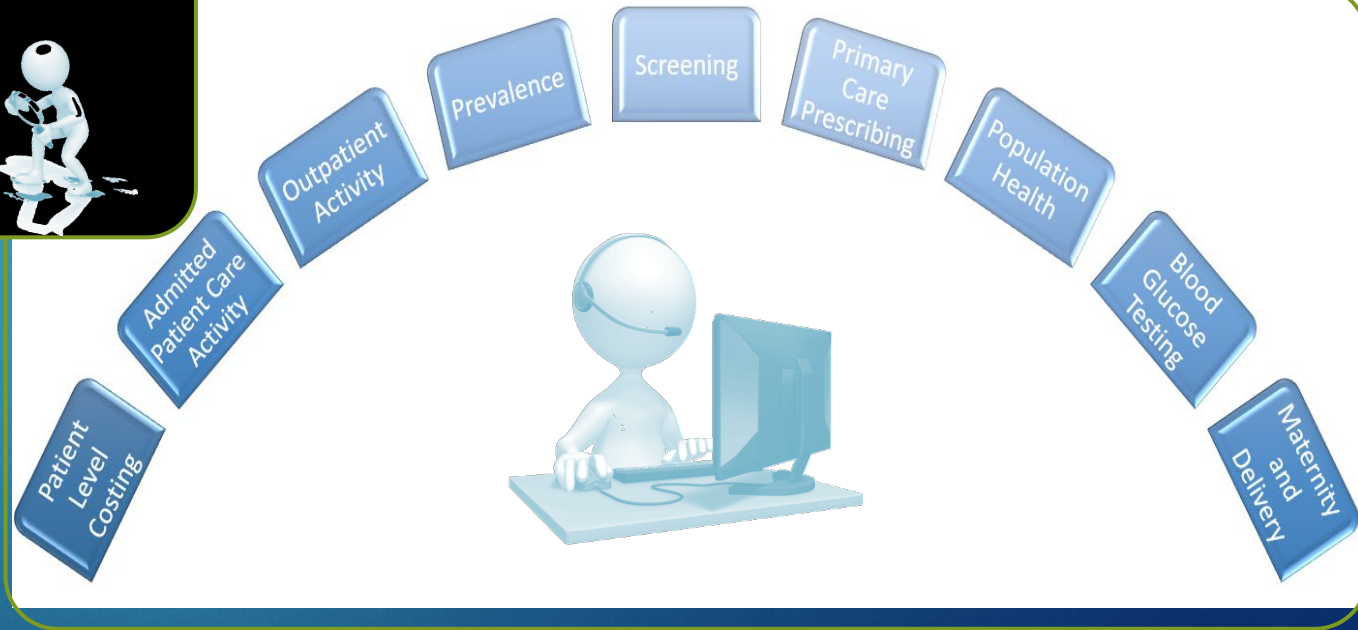 Patient
Level
Costing
Admitted
Patient Care
Activity
Outpatient
Activity
Prevalence
Screening
Primary
Care
Prescribing
Population
Health
Blood
Glucose
Testing
Maternity
and
Delivery